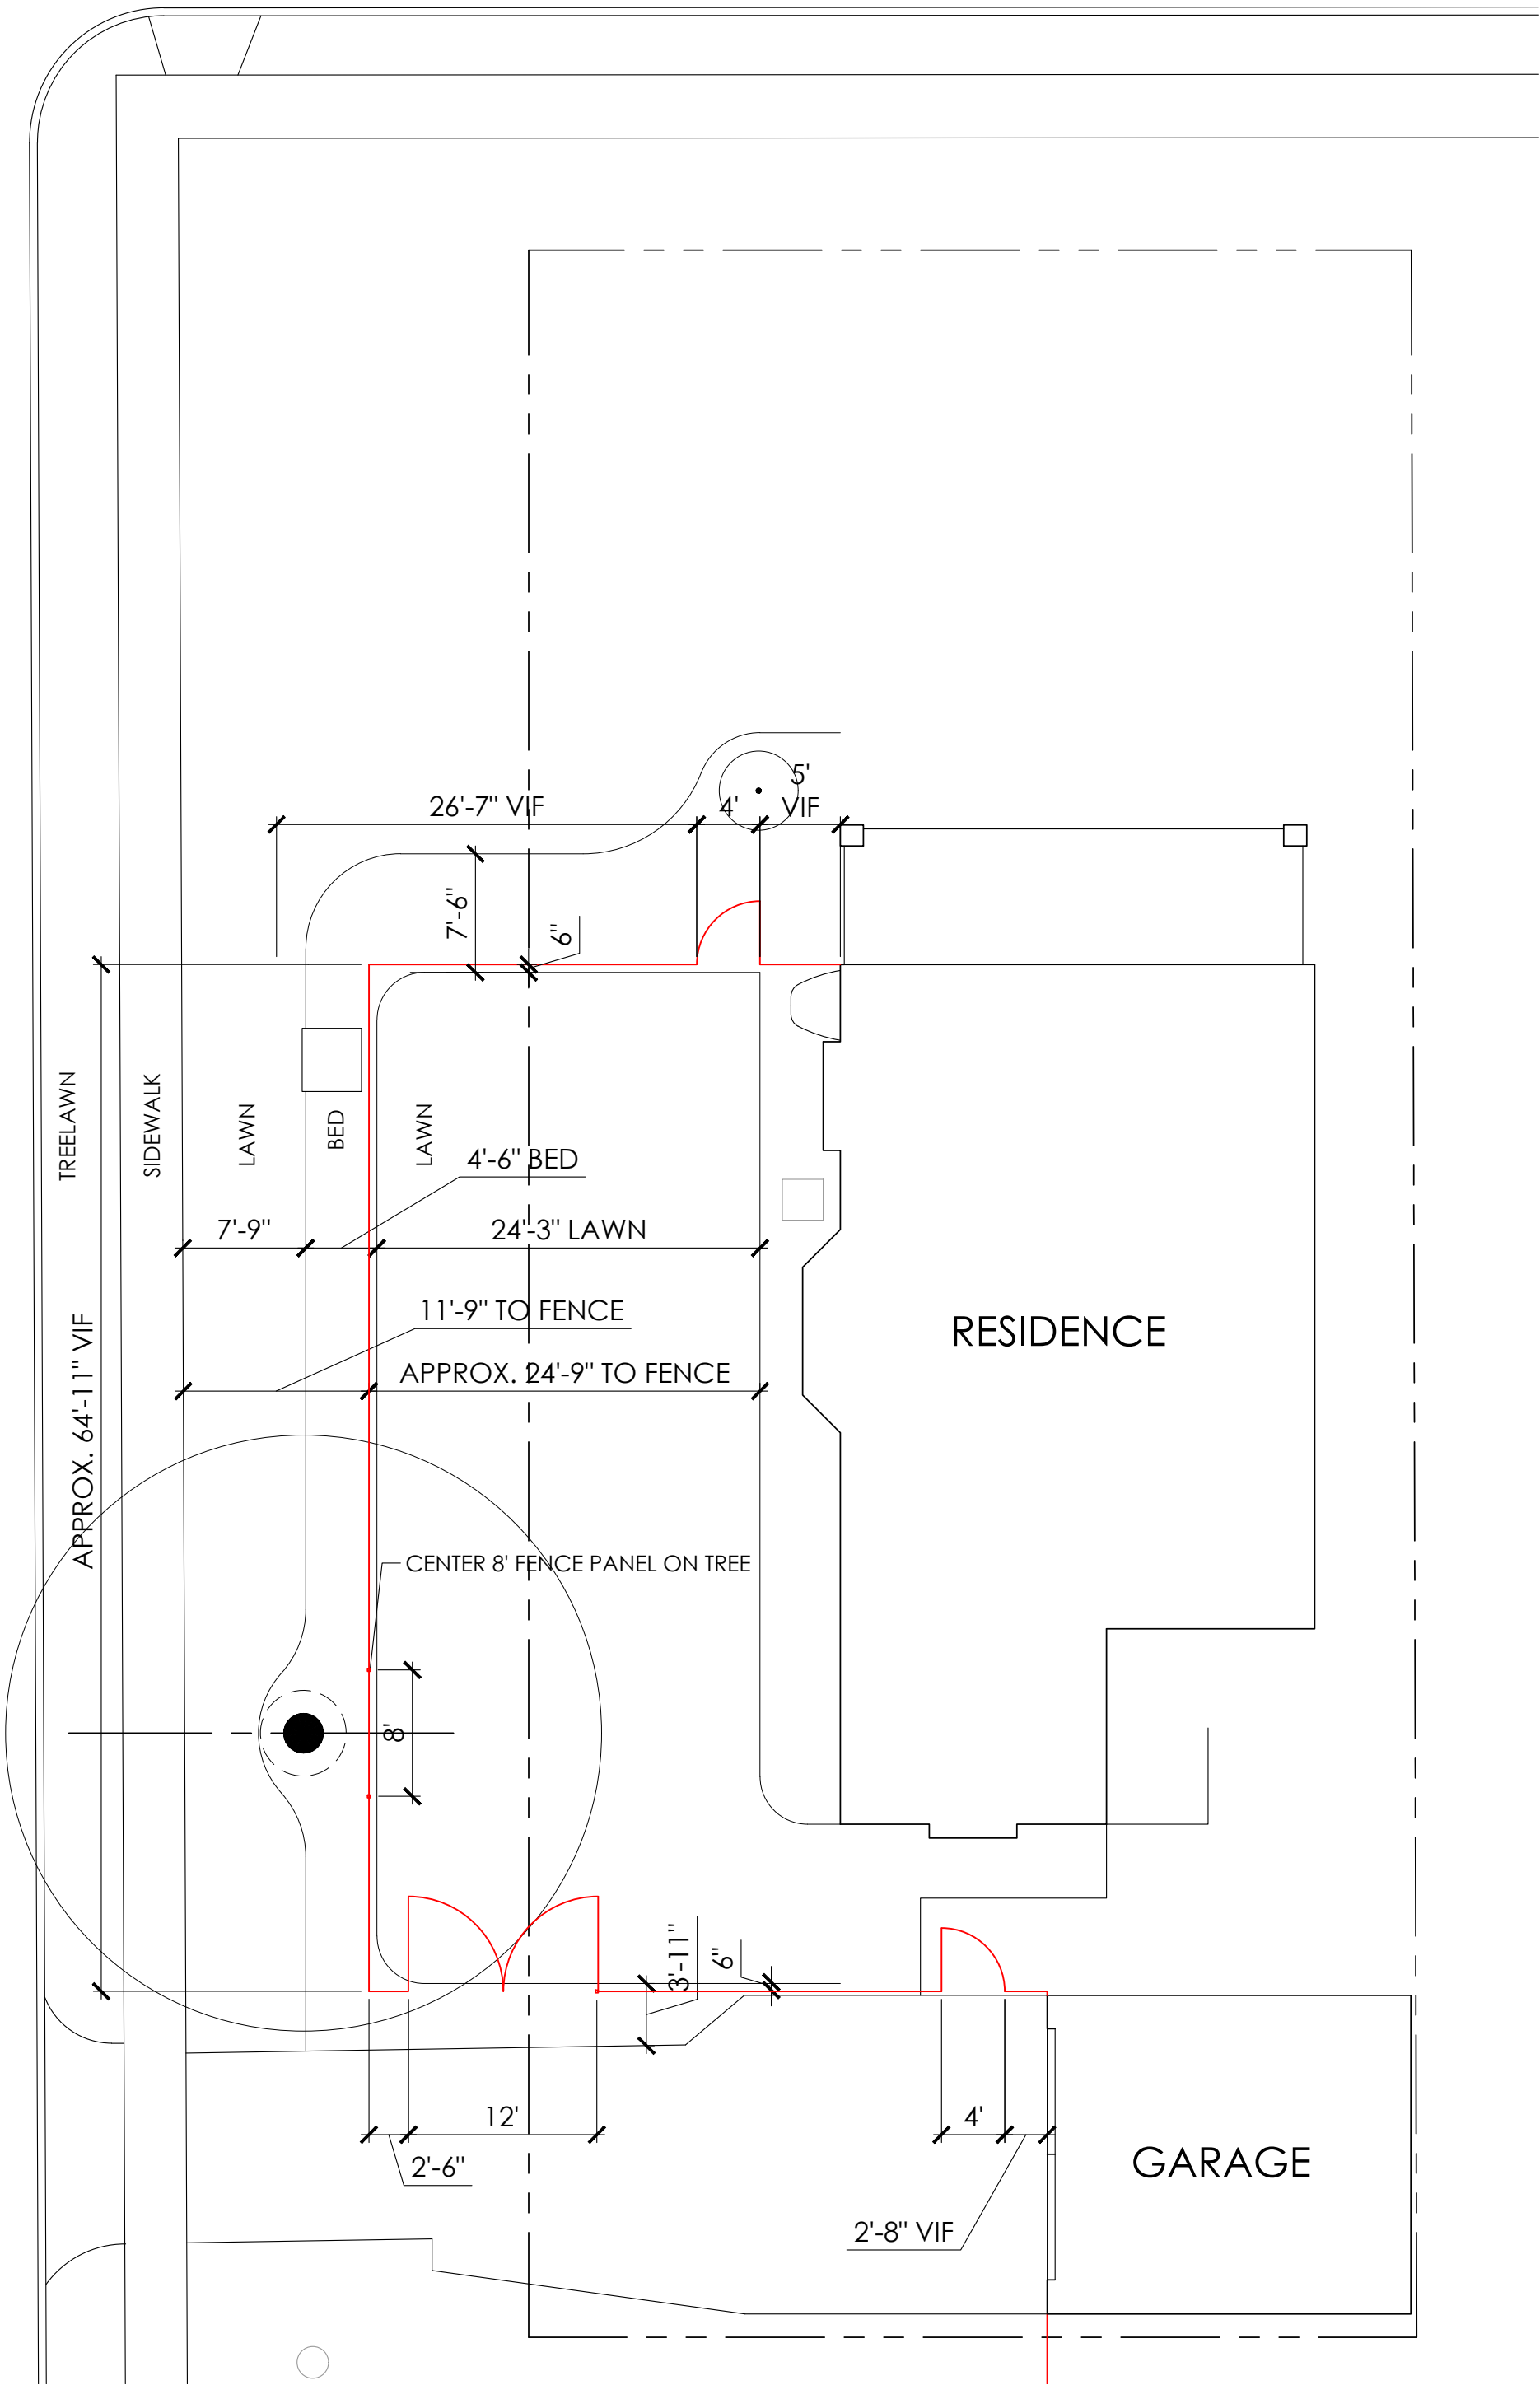 5'
26'-7" VIF
4'
VIF
7'-6"
6"
TREELAWN
SIDEWALK
LAWN
BED
LAWN
4'-6" BED
7'-9"
24'-3" LAWN
11'-9" TO FENCE
RESIDENCE
APPROX. 24'-9" TO FENCE
APPROX. 64'-11" VIF
CENTER 8' FENCE PANEL ON TREE
8'
3'-11"
6"
12'
4'
2'-6"
GARAGE
2'-8" VIF